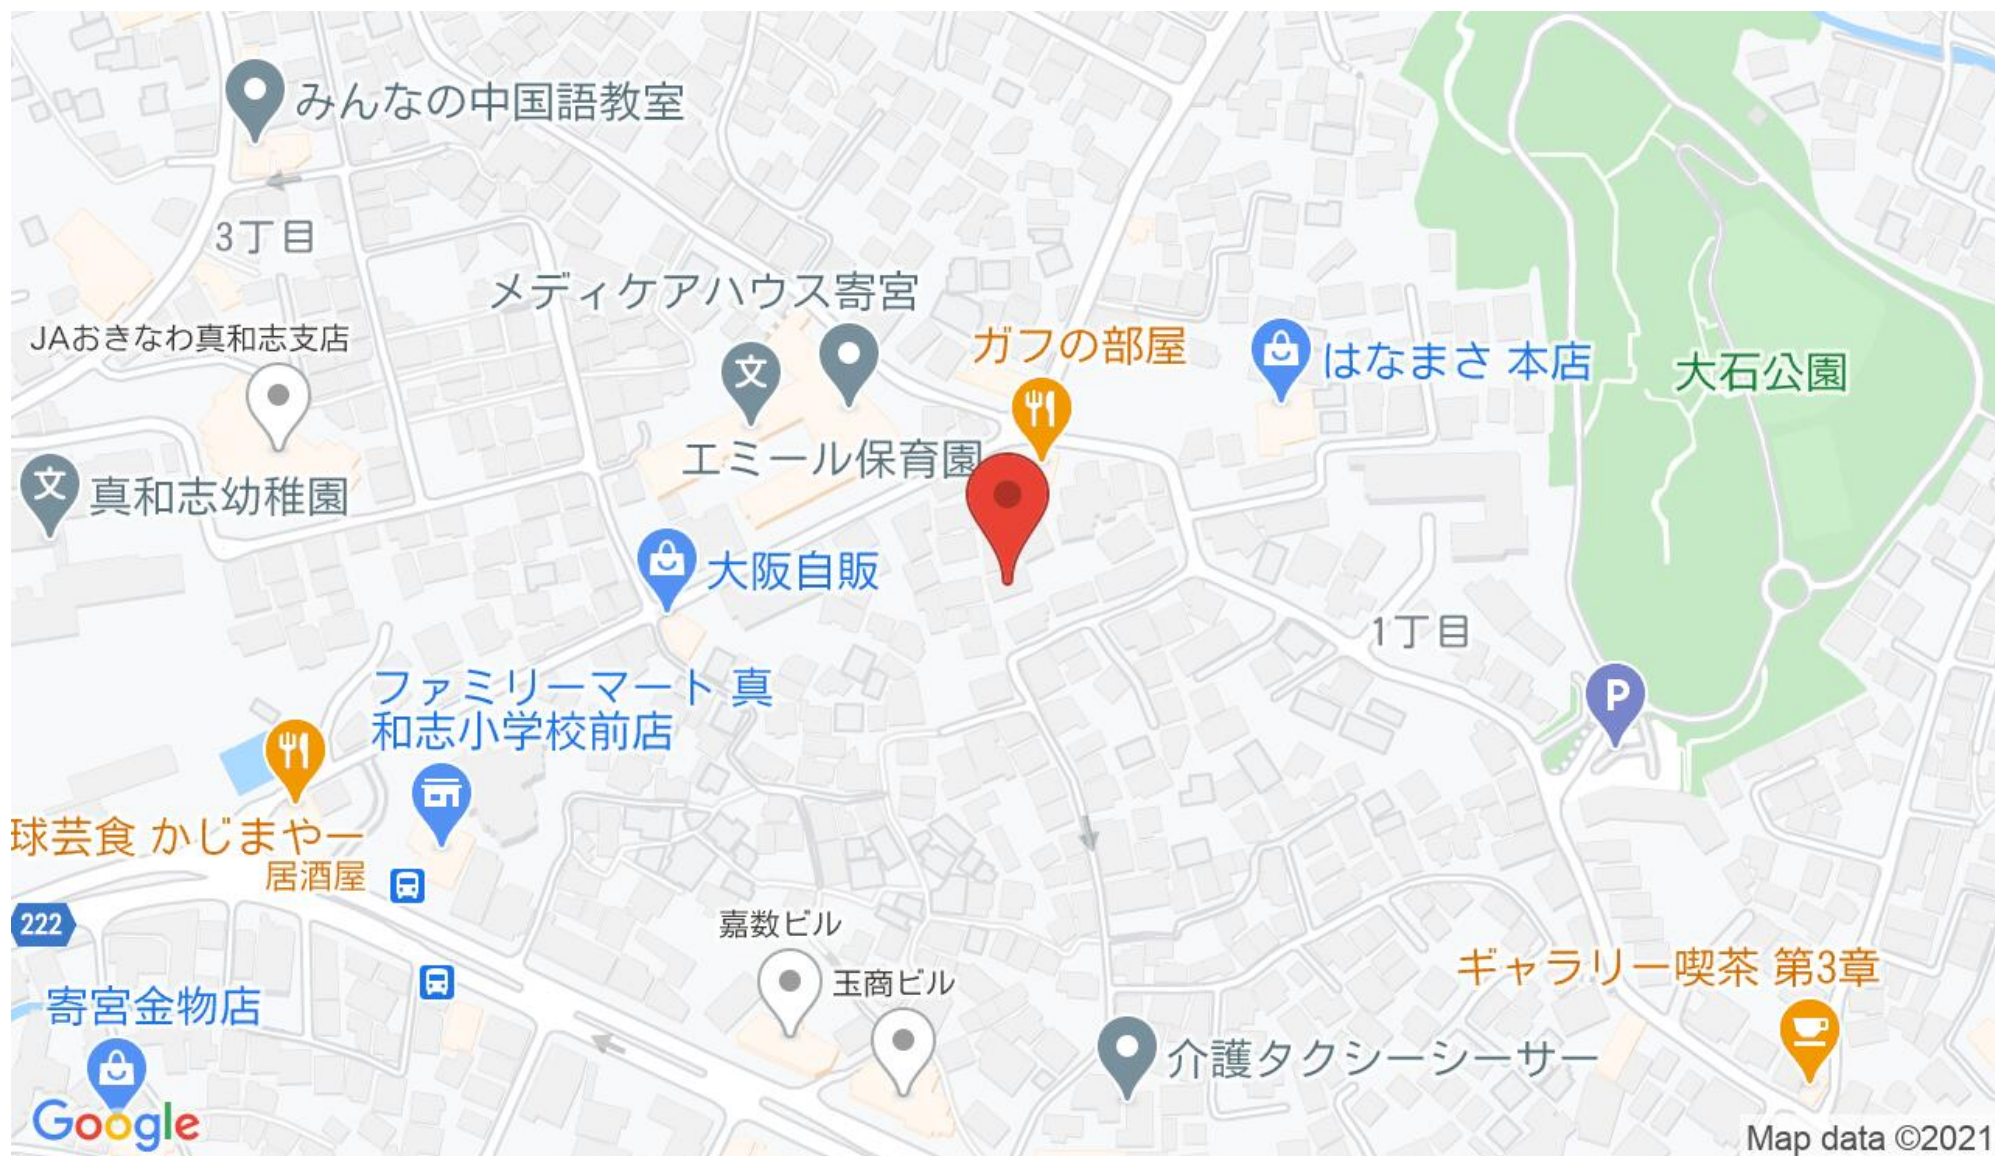 みんなの中国語教室
3丁目
メディケアハウス寄宮
JAおきなわ真和志支店
ガフの部屋
はなまさ 本店
大石公園
文
エミール保育園
文
真和志幼稚園
大阪自販
1丁目
ファミリーマート 真
和志小学校前店
P
球芸食 かじまやー
居酒屋
222
嘉数ビル
玉商ビル
ギャラリー喫茶 第3章
寄宮金物店
介護タクシーシーサー
Google
Map data ©2021